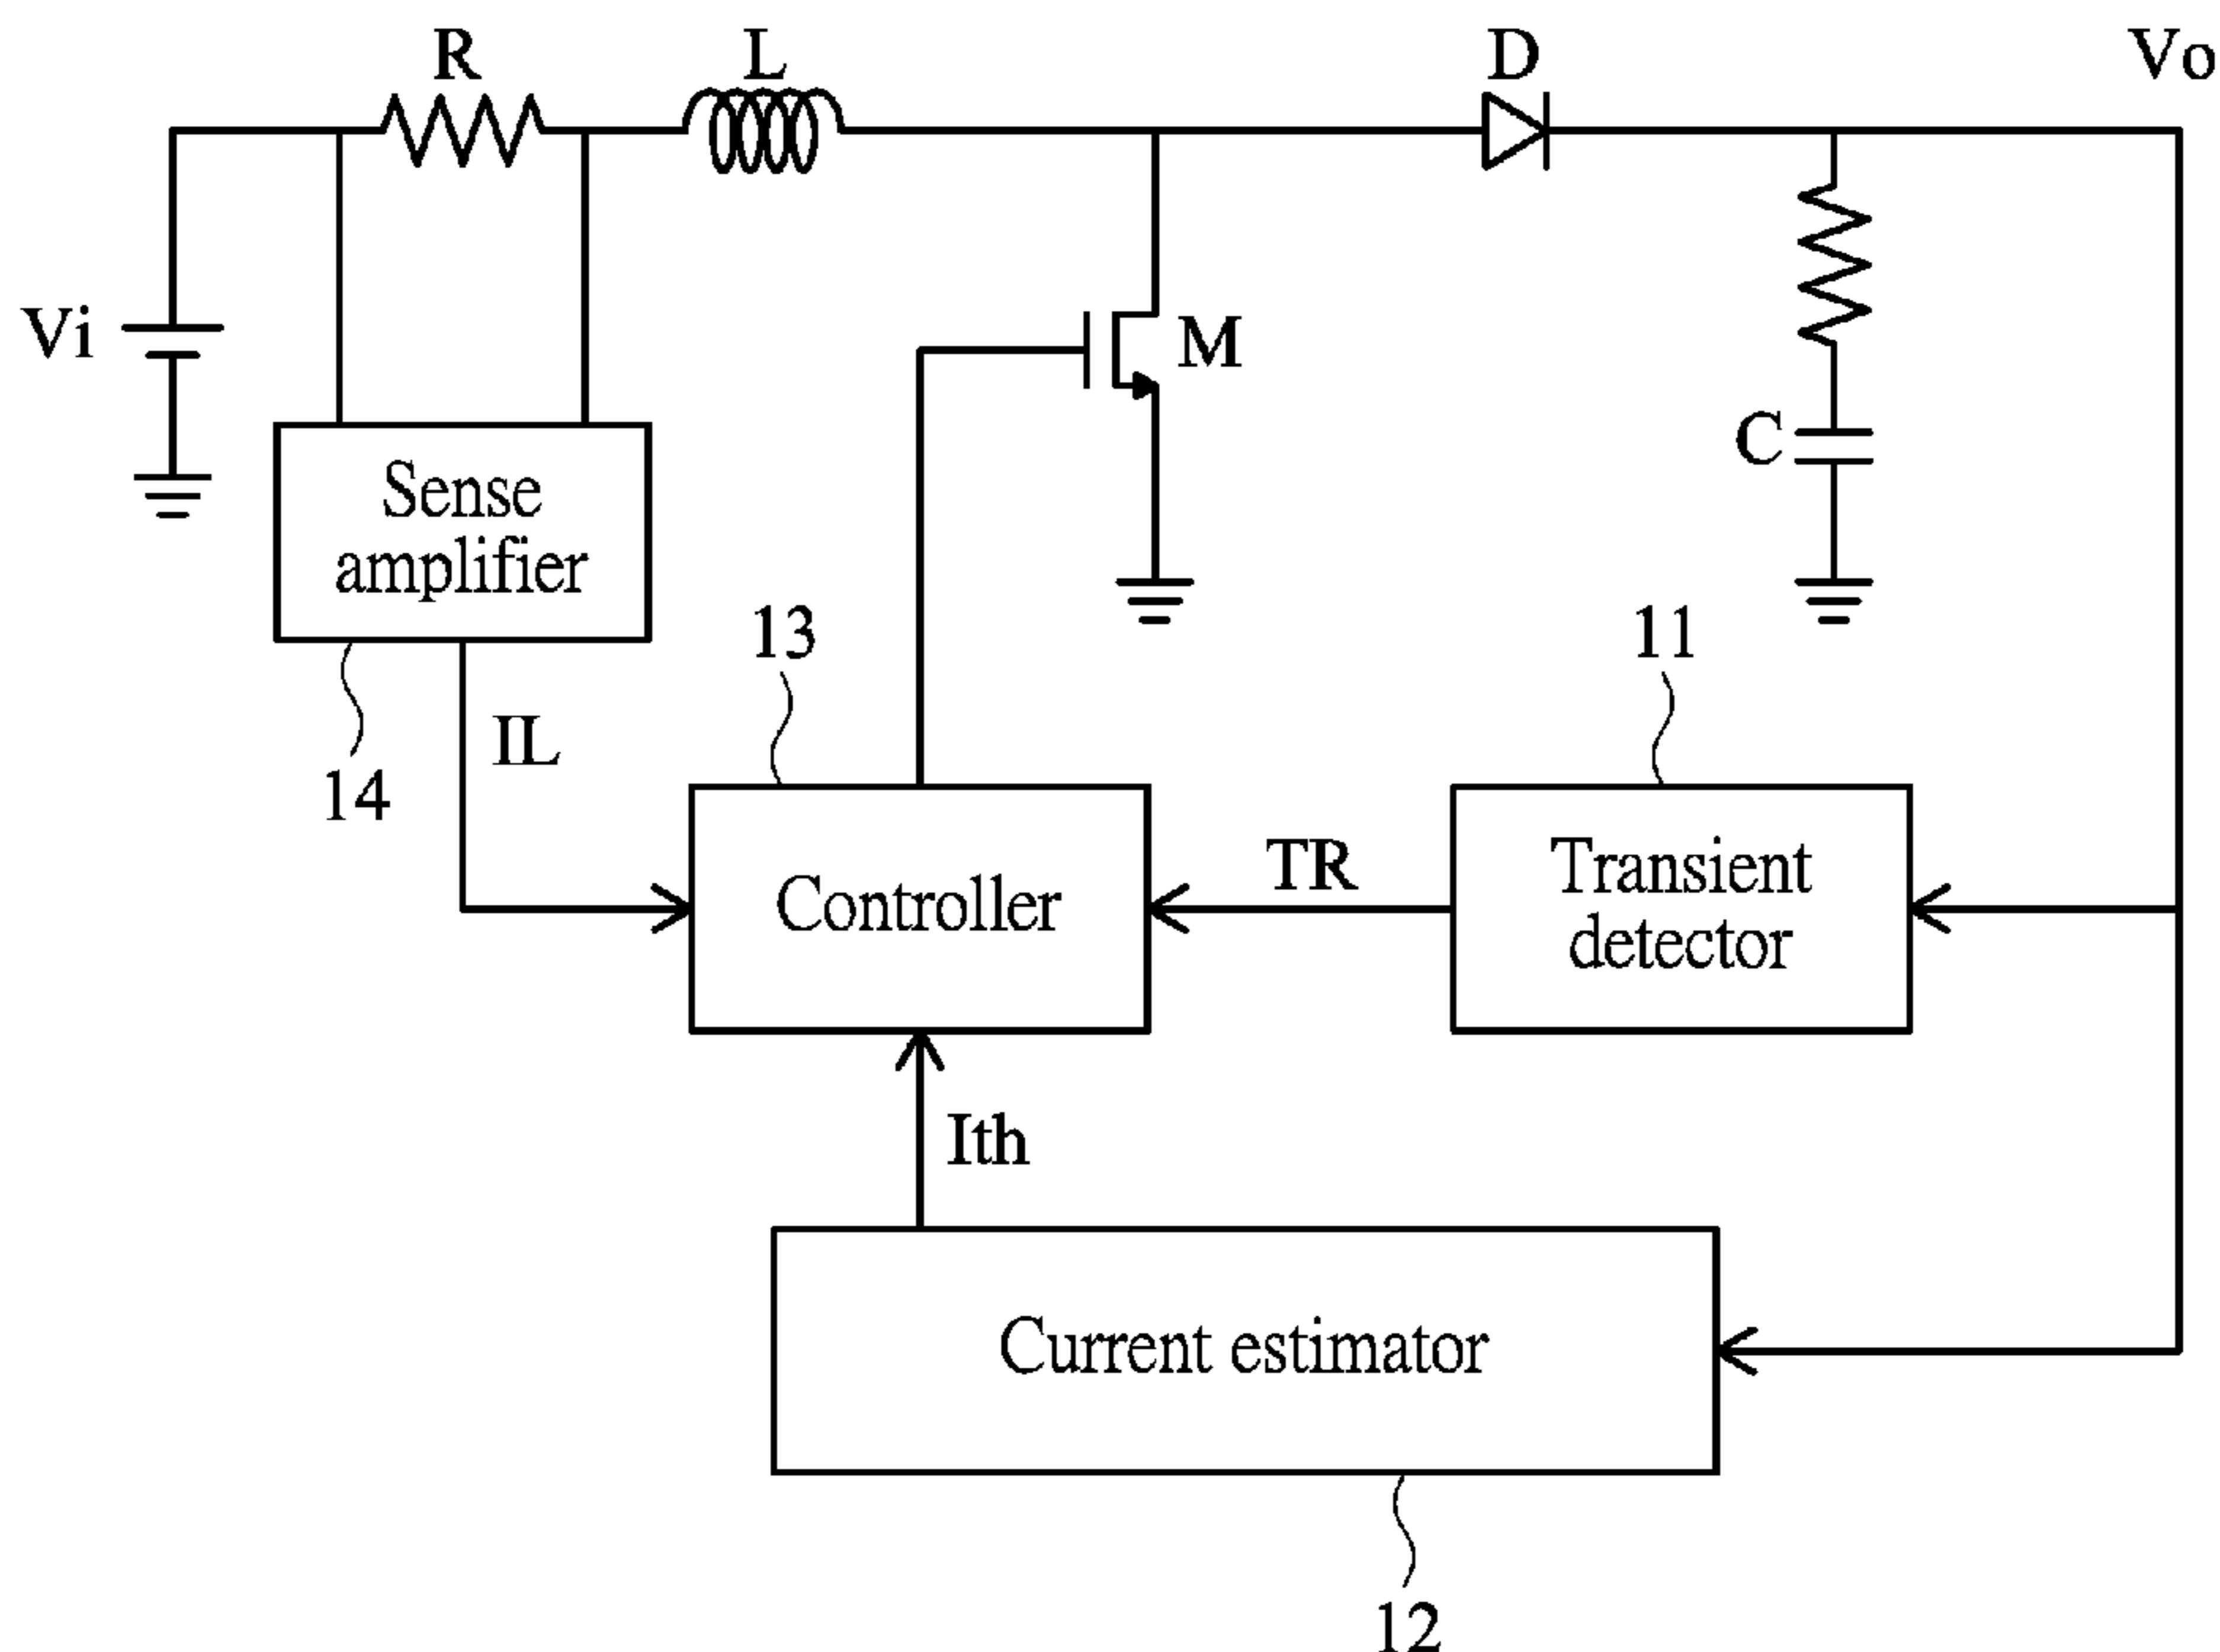 R
L
D
Vo
Vi
M
C
Sense
amplifier
13
11
14
IL
Controller
TR
Transient
detector
Ith
Current estimator
12